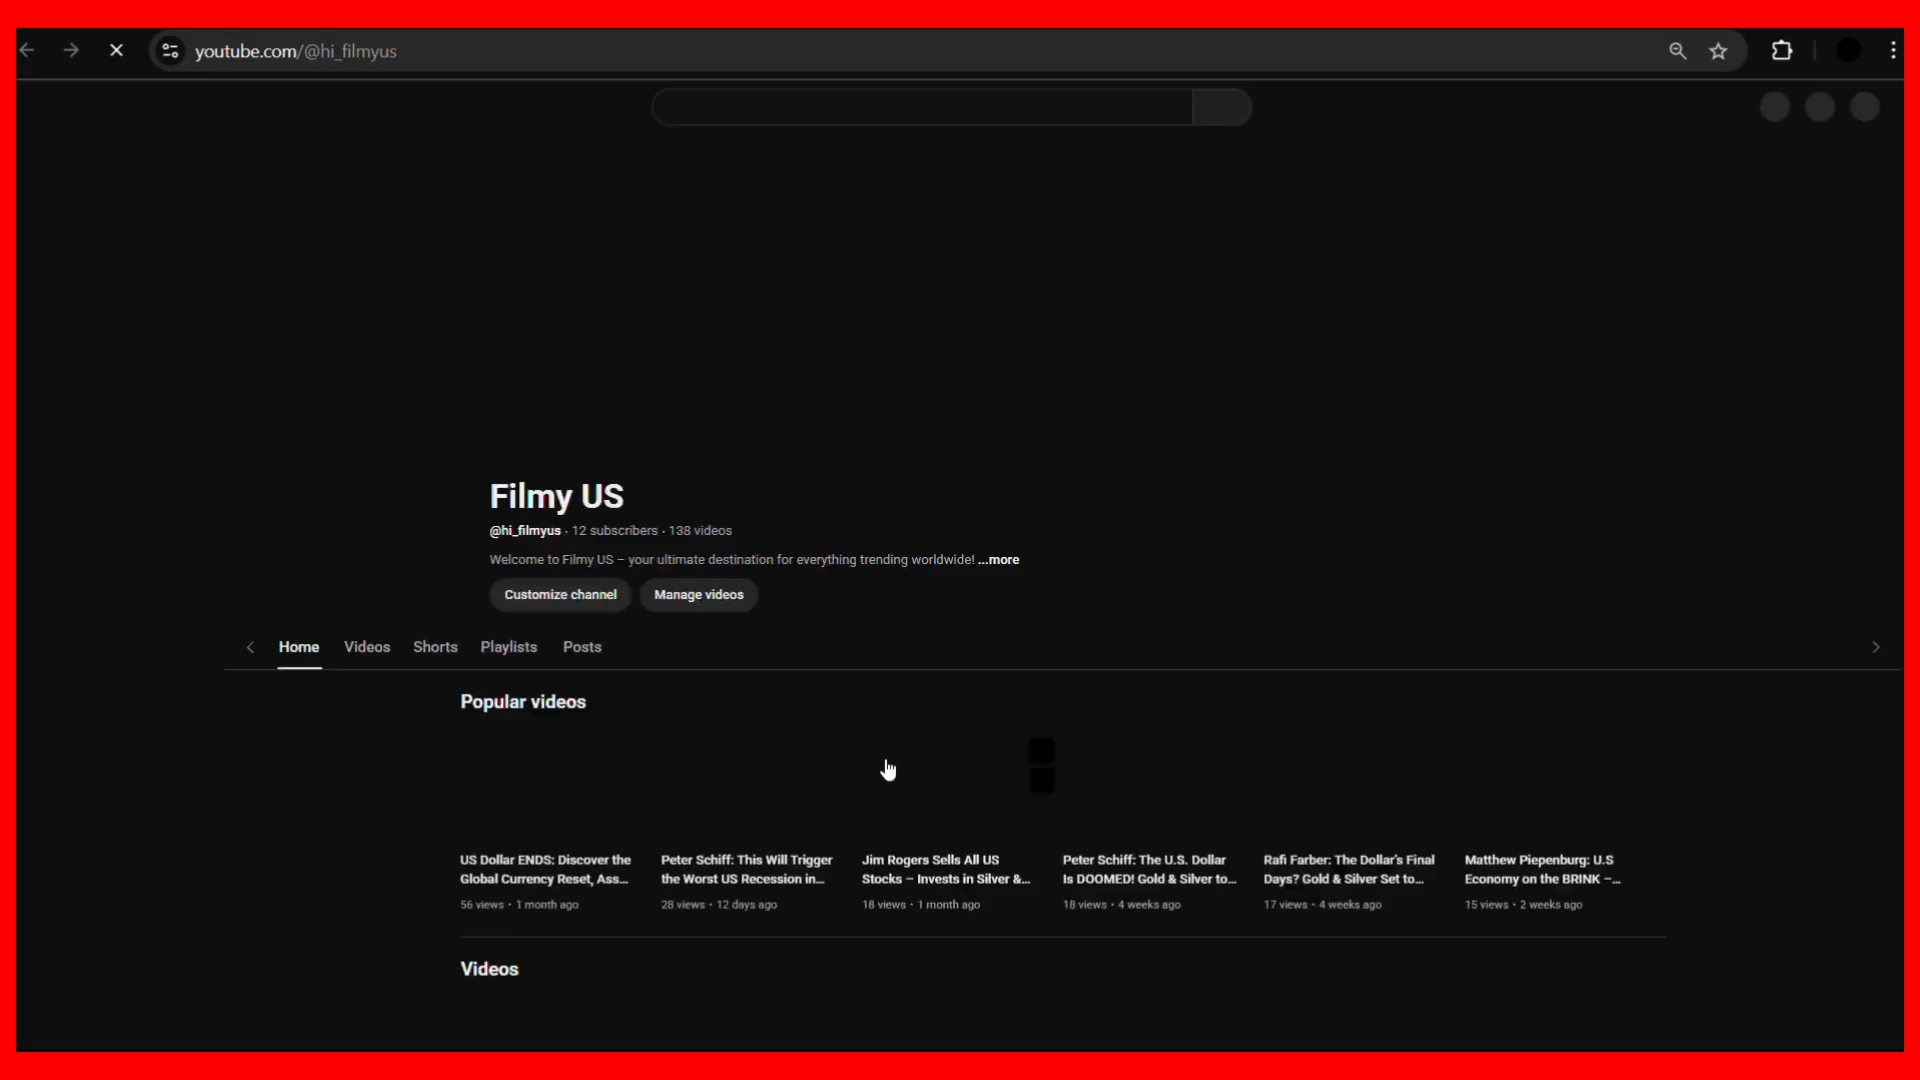 youtube.com/@hi_filmyus
Filmy US
@hi_filmyus · 12 subscribers · 138 videos
Welcome to Filmy US – your ultimate destination for everything trending worldwide! ...more
Customize channel Manage videos
Home Videos Shorts Playlists Posts
Popular videos
US Dollar ENDS: Discover the
Global Currency Reset, Ass...
56 views · 1 month ago
Peter Schiff: This Will Trigger
the Worst US Recession in...
28 views · 12 days ago
Jim Rogers Sells All US
Stocks – Invests in Silver &...
18 views · 1 month ago
Peter Schiff: The U.S. Dollar
Is DOOMED! Gold & Silver to...
18 views · 4 weeks ago
Rafi Farber: The Dollar's Final
Days? Gold & Silver Set to...
17 views · 4 weeks ago
Matthew Piepenburg: U.S
Economy on the BRINK –...
15 views · 2 weeks ago
Videos